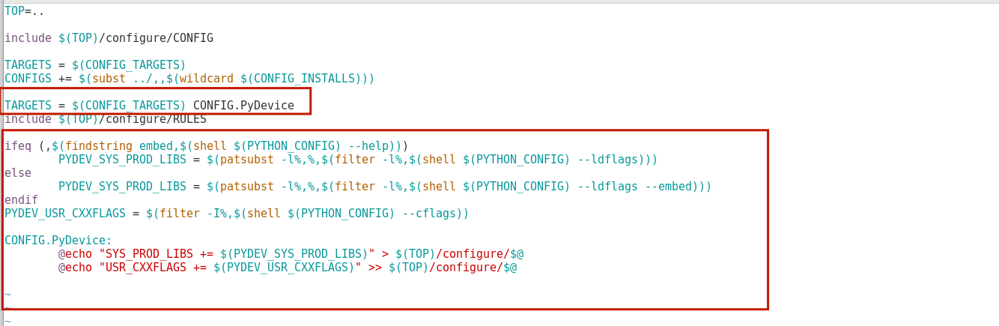 TOP=..
include $(TOP)/configure/CONFIG
TARGETS = $(CONFIG_TARGETS)
CONFIGS += $(subst ../,,$(wildcard $(CONFIG_INSTALLS)))
TARGETS = $(CONFIG_TARGETS) CONFIG.PyDevice
include $(TOP)/configure/RULES
ifeq (,$(findstring embed,$(shell $(PYTHON_CONFIG) --help)))
        PYDEV_SYS_PROD_LIBS = $(patsubst -l%,%,$(filter -l%,$(shell $(PYTHON_CONFIG) --ldflags)))
else
        PYDEV_SYS_PROD_LIBS = $(patsubst -l%,%,$(filter -l%,$(shell $(PYTHON_CONFIG) --ldflags --embed)))
endif
PYDEV_USR_CXXFLAGS = $(filter -I%,$(shell $(PYTHON_CONFIG) --cflags))
CONFIG.PyDevice:
        @echo "SYS_PROD_LIBS += $(PYDEV_SYS_PROD_LIBS)" > $(TOP)/configure/$@
        @echo "USR_CXXFLAGS += $(PYDEV_USR_CXXFLAGS)" >> $(TOP)/configure/$@
~
~
~